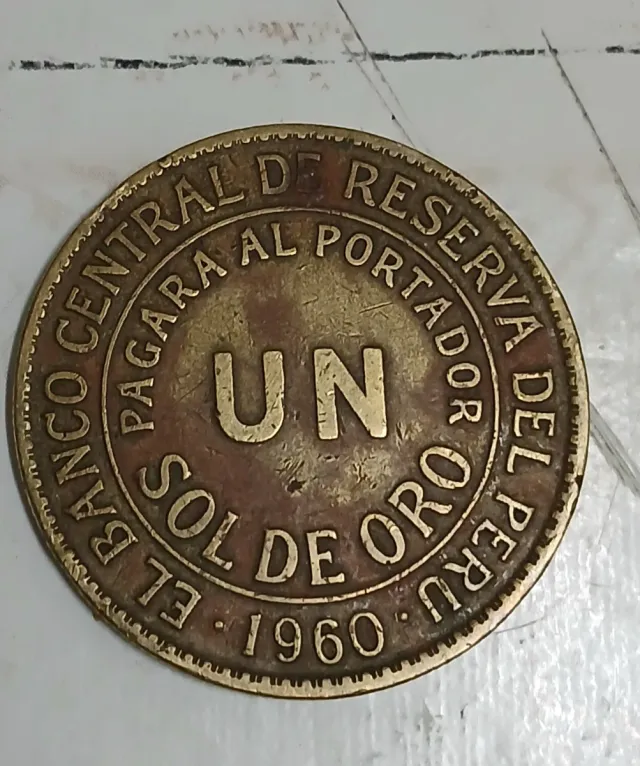 EL BANCO CENTRAL DE RESERVA DEL PERU
PAGARA AL PORTADOR
UN
SOL DE ORO
· 1960 ·